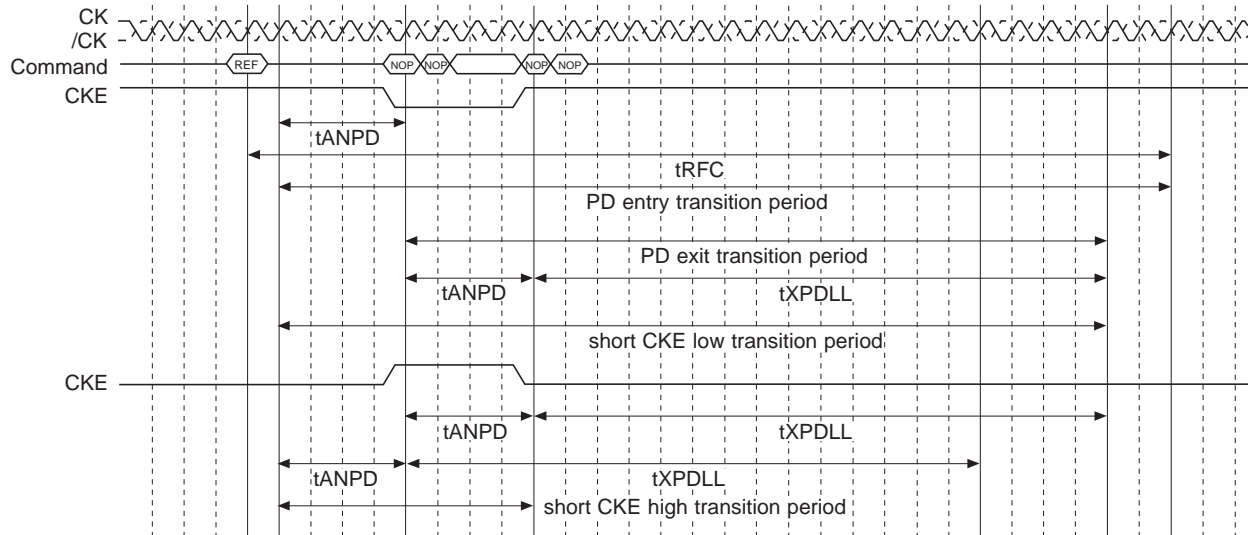 CK
/CK
Command REF NOP NOP NOP NOP
CKE
tANPD
tRFC
PD entry transition period
PD exit transition period
tANPD tXPDLL
short CKE low transition period
CKE
tANPD tXPDLL
tANPD tXPDLL
short CKE high transition period